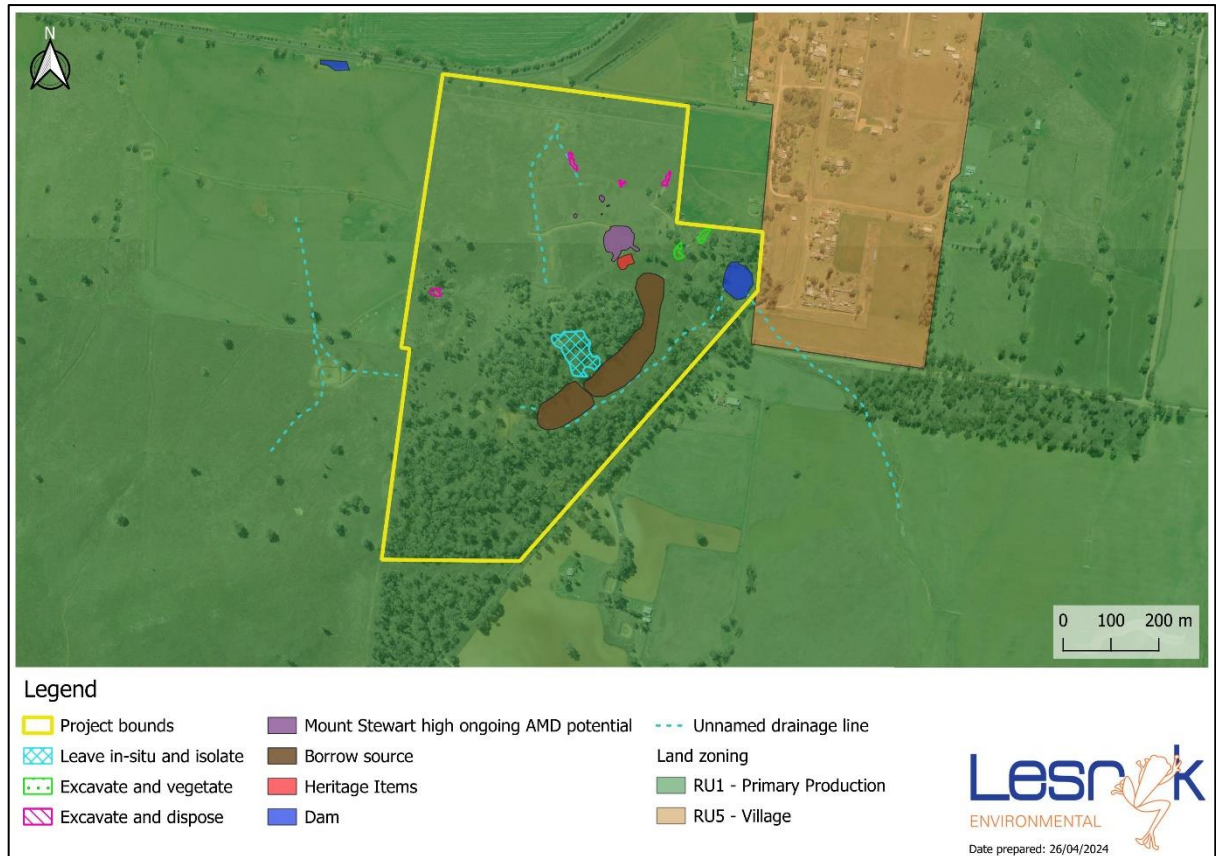 N
0 100 200 m
Legend
Project bounds
Leave in-situ and isolate
Excavate and vegetate
Excavate and dispose
Mount Stewart high ongoing AMD potential
Borrow source
Heritage Items
Dam
Unnamed drainage line
Land zoning
RU1 - Primary Production
RU5 - Village
Lesryk
ENVIRONMENTAL
Date prepared: 26/04/2024